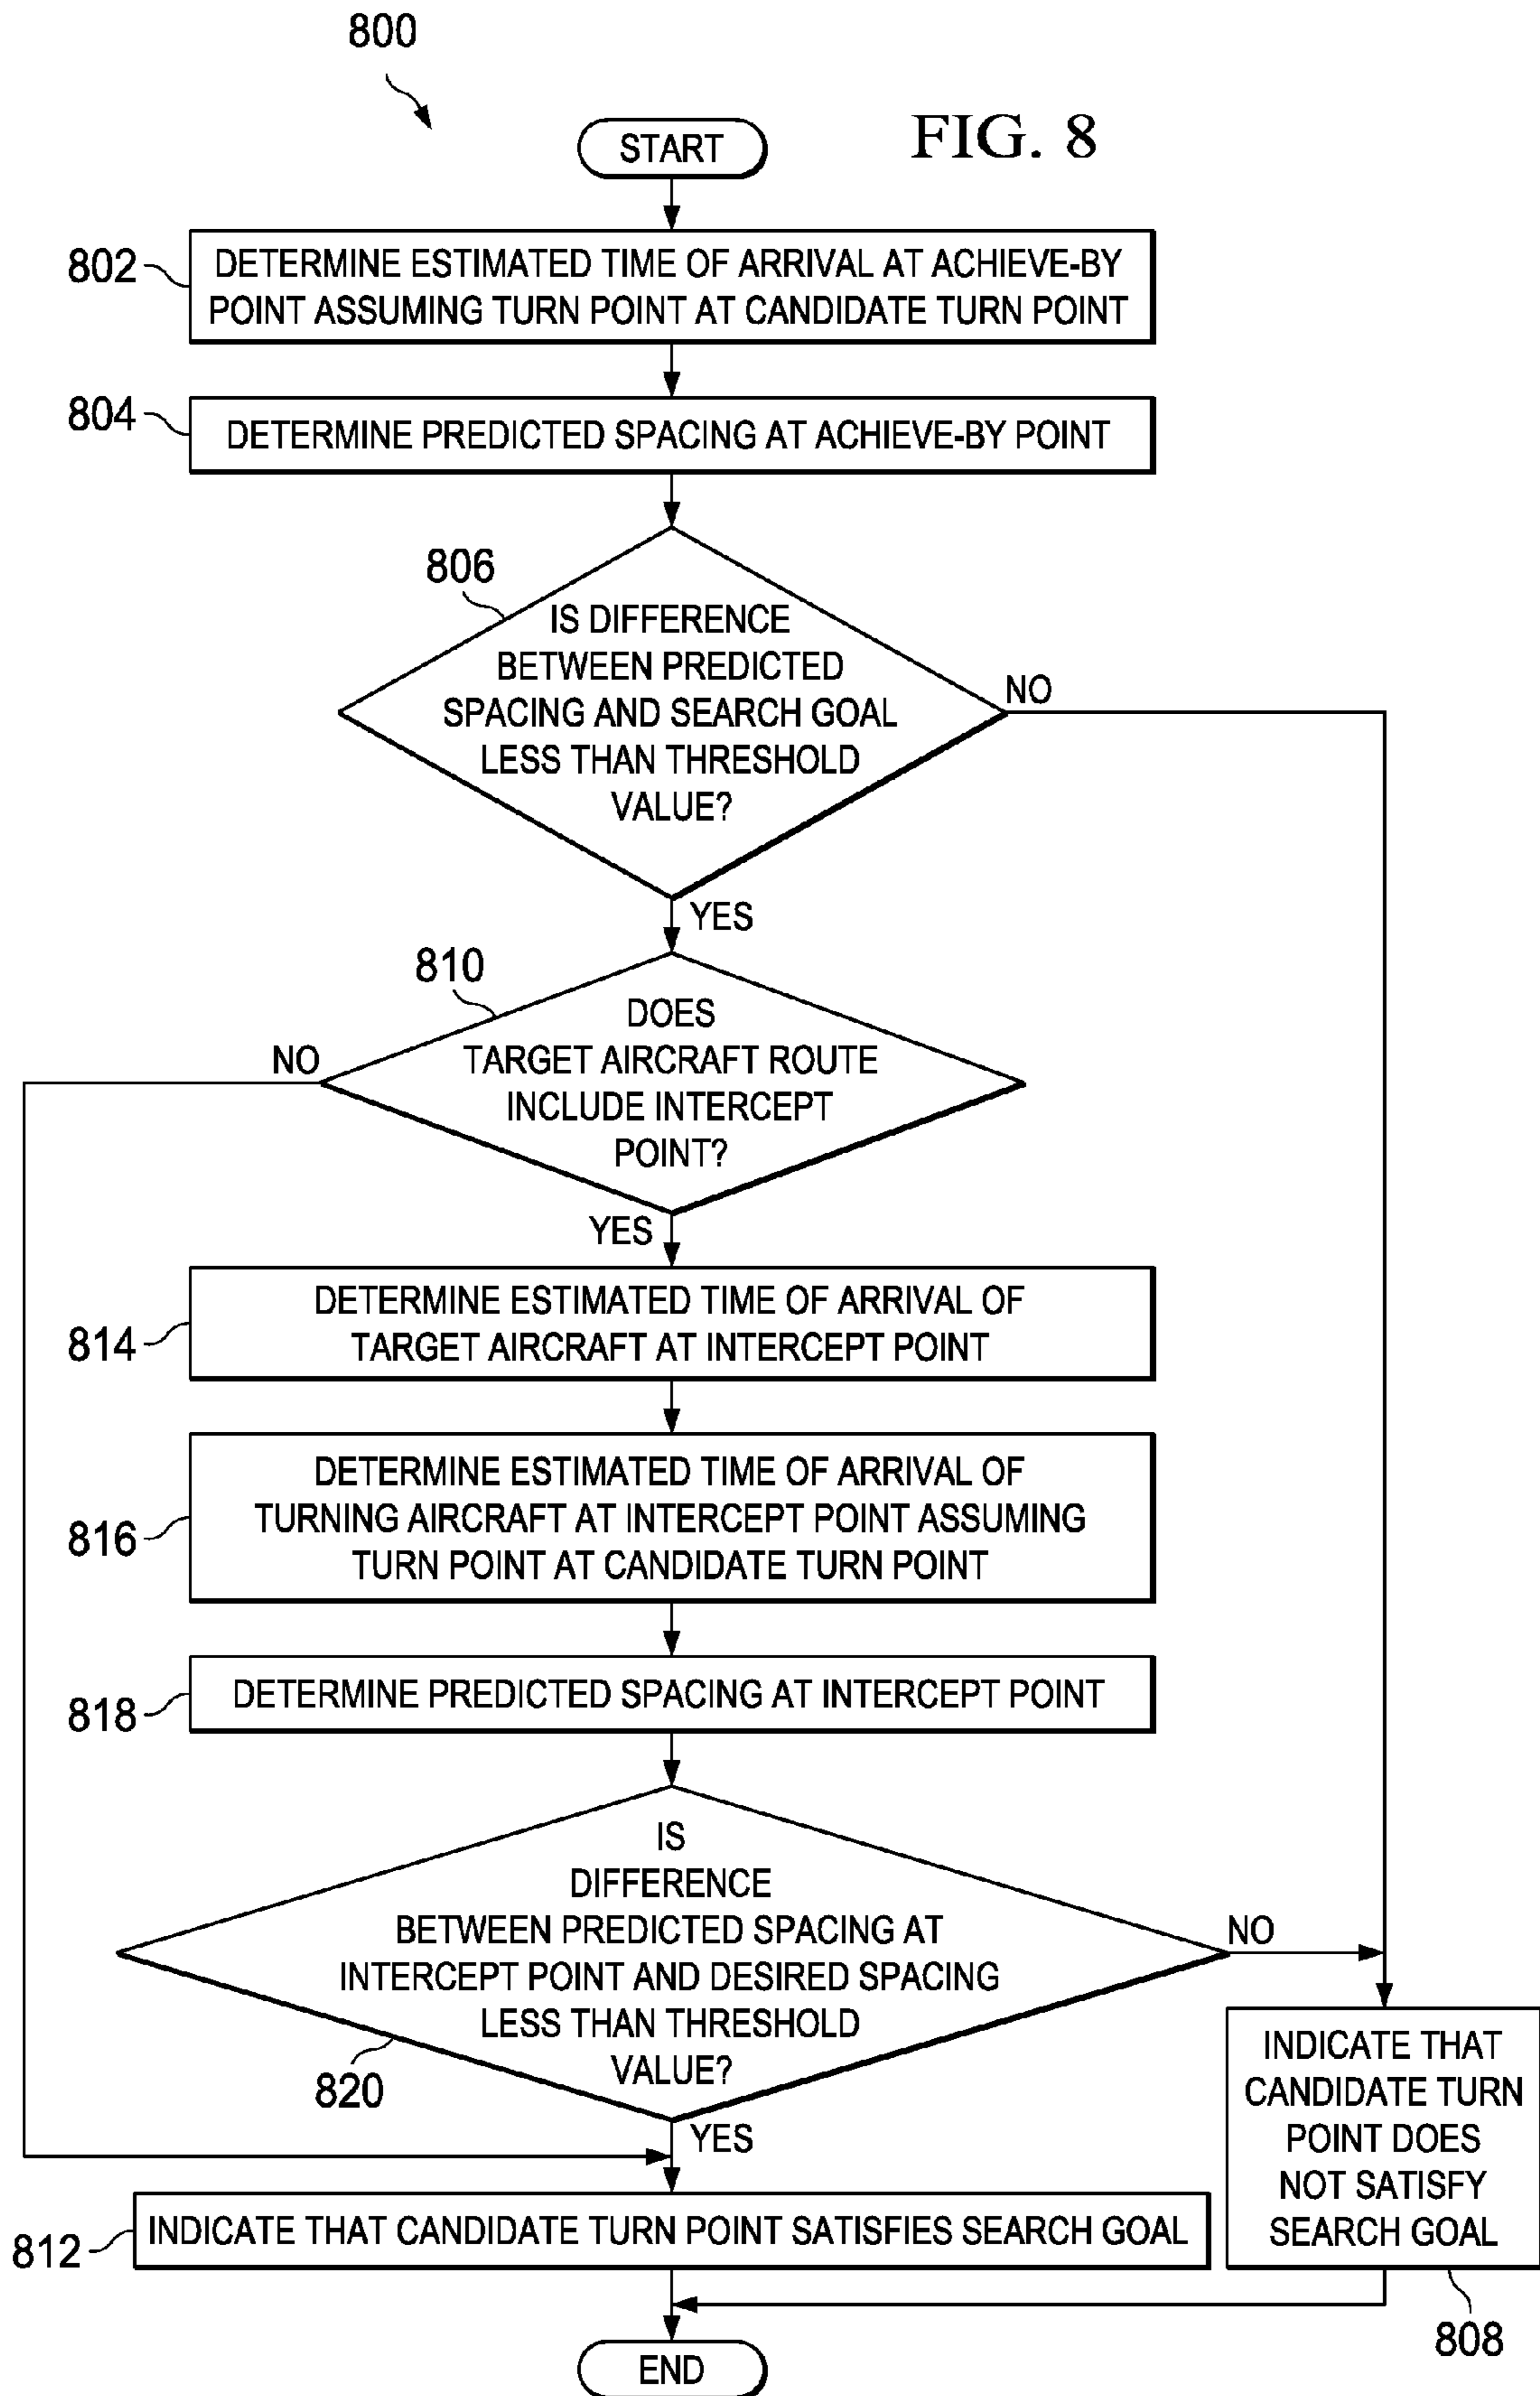 800
FIG. 8
START
802
DETERMINE ESTIMATED TIME OF ARRIVAL AT ACHIEVE-BY
POINT ASSUMING TURN POINT AT CANDIDATE TURN POINT
804
DETERMINE PREDICTED SPACING AT ACHIEVE-BY POINT
806
IS DIFFERENCE
BETWEEN PREDICTED
SPACING AND SEARCH GOAL
LESS THAN THRESHOLD
VALUE?
NO
YES
810
DOES
TARGET AIRCRAFT ROUTE
INCLUDE INTERCEPT
POINT?
NO
YES
814
DETERMINE ESTIMATED TIME OF ARRIVAL OF
TARGET AIRCRAFT AT INTERCEPT POINT
816
DETERMINE ESTIMATED TIME OF ARRIVAL OF
TURNING AIRCRAFT AT INTERCEPT POINT ASSUMING
TURN POINT AT CANDIDATE TURN POINT
818
DETERMINE PREDICTED SPACING AT INTERCEPT POINT
IS
DIFFERENCE
BETWEEN PREDICTED SPACING AT
INTERCEPT POINT AND DESIRED SPACING
LESS THAN THRESHOLD
VALUE?
NO
820
YES
INDICATE THAT
CANDIDATE TURN
POINT DOES
NOT SATISFY
SEARCH GOAL
808
812
INDICATE THAT CANDIDATE TURN POINT SATISFIES SEARCH GOAL
END